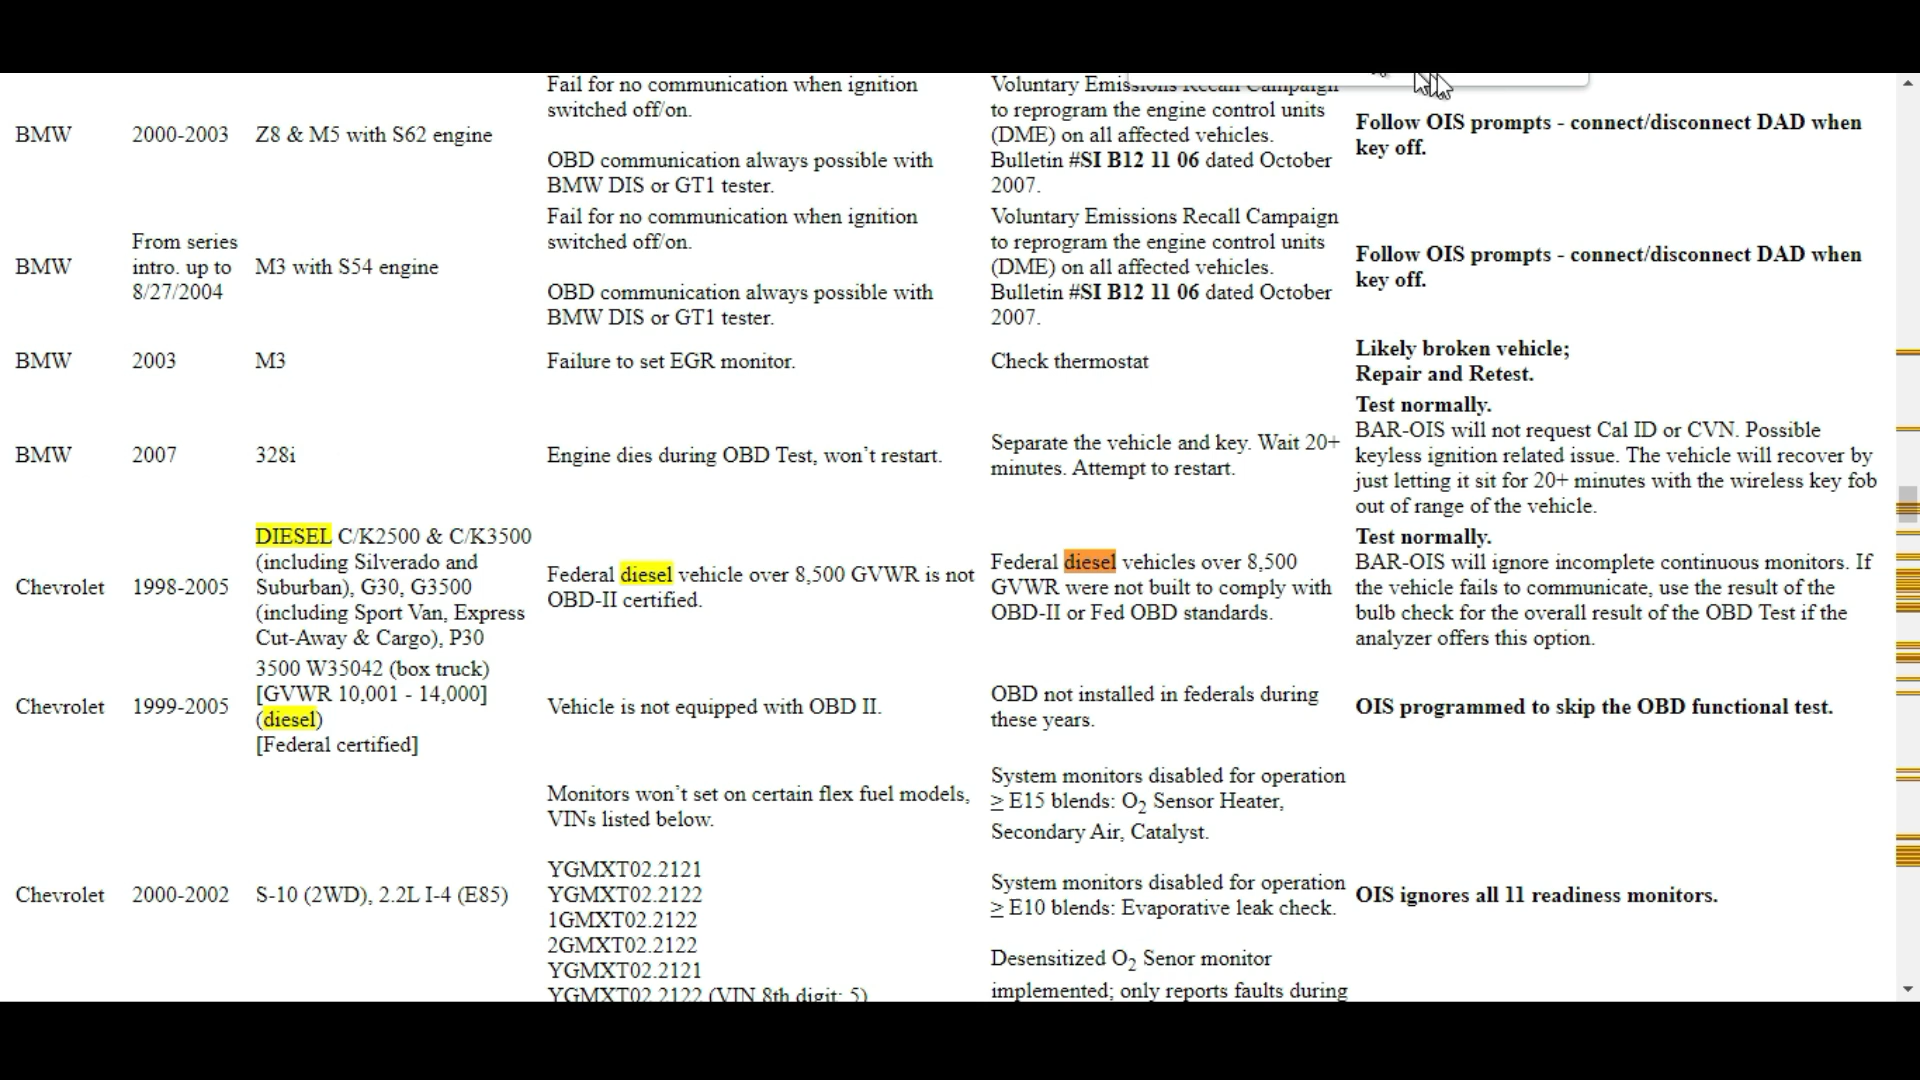 Fail for no communication when ignition
switched off/on.
OBD communication always possible with
BMW DIS or GT1 tester.
BMW 2000-2003 Z8 & M5 with S62 engine
Voluntary Emissions Recall Campaign
to reprogram the engine control units
(DME) on all affected vehicles.
Bulletin #SI B12 11 06 dated October
2007.
Follow OIS prompts - connect/disconnect DAD when
key off.
BMW
From series
intro. up to
8/27/2004
M3 with S54 engine
Fail for no communication when ignition
switched off/on.
OBD communication always possible with
BMW DIS or GT1 tester.
Voluntary Emissions Recall Campaign
to reprogram the engine control units
(DME) on all affected vehicles.
Bulletin #SI B12 11 06 dated October
2007.
Follow OIS prompts - connect/disconnect DAD when
key off.
BMW 2003 M3 Failure to set EGR monitor. Check thermostat
Likely broken vehicle;
Repair and Retest.
BMW 2007 328i Engine dies during OBD Test, won’t restart.
Separate the vehicle and key. Wait 20+
minutes. Attempt to restart.
Test normally.
BAR-OIS will not request Cal ID or CVN. Possible
keyless ignition related issue. The vehicle will recover by
just letting it sit for 20+ minutes with the wireless key fob
out of range of the vehicle.
Chevrolet 1998-2005
DIESEL C/K2500 & C/K3500
(including Silverado and
Suburban), G30, G3500
(including Sport Van, Express
Cut-Away & Cargo), P30
Federal diesel vehicle over 8,500 GVWR is not
OBD-II certified.
Federal diesel vehicles over 8,500
GVWR were not built to comply with
OBD-II or Fed OBD standards.
Test normally.
BAR-OIS will ignore incomplete continuous monitors. If
the vehicle fails to communicate, use the result of the
bulb check for the overall result of the OBD Test if the
analyzer offers this option.
Chevrolet 1999-2005
3500 W35042 (box truck)
[GVWR 10,001 - 14,000]
(diesel)
[Federal certified]
Vehicle is not equipped with OBD II.
OBD not installed in federals during
these years.
OIS programmed to skip the OBD functional test.
Chevrolet 2000-2002 S-10 (2WD), 2.2L I-4 (E85)
Monitors won’t set on certain flex fuel models,
VINs listed below.
YGMXT02.2121
YGMXT02.2122
1GMXT02.2122
2GMXT02.2122
YGMXT02.2121
YGMXT02.2122 (VIN 8th digit: 5)
System monitors disabled for operation
≥ E15 blends: O2 Sensor Heater,
Secondary Air, Catalyst.
System monitors disabled for operation
≥ E10 blends: Evaporative leak check.
Desensitized O2 Senor monitor
implemented; only reports faults during
OIS ignores all 11 readiness monitors.